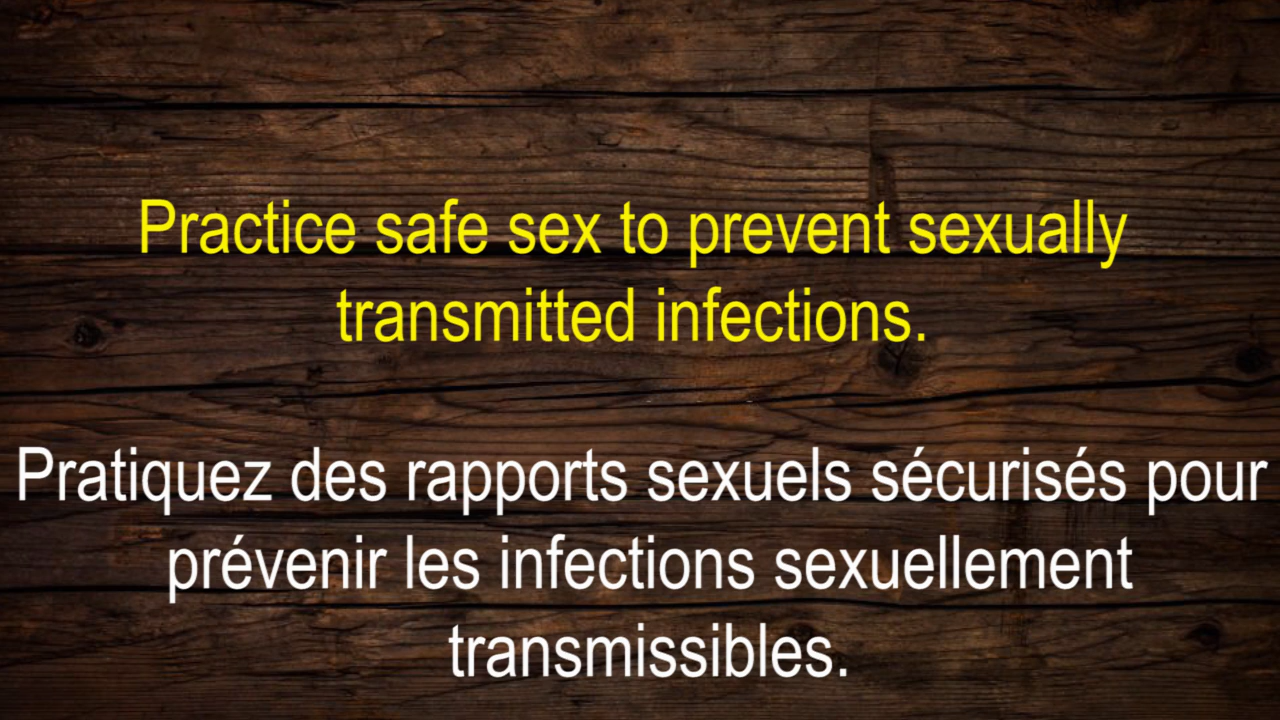 Practice safe sex to prevent sexually
transmitted infections.
Pratiquez des rapports sexuels sécurisés pour
prévenir les infections sexuellement
transmissibles.